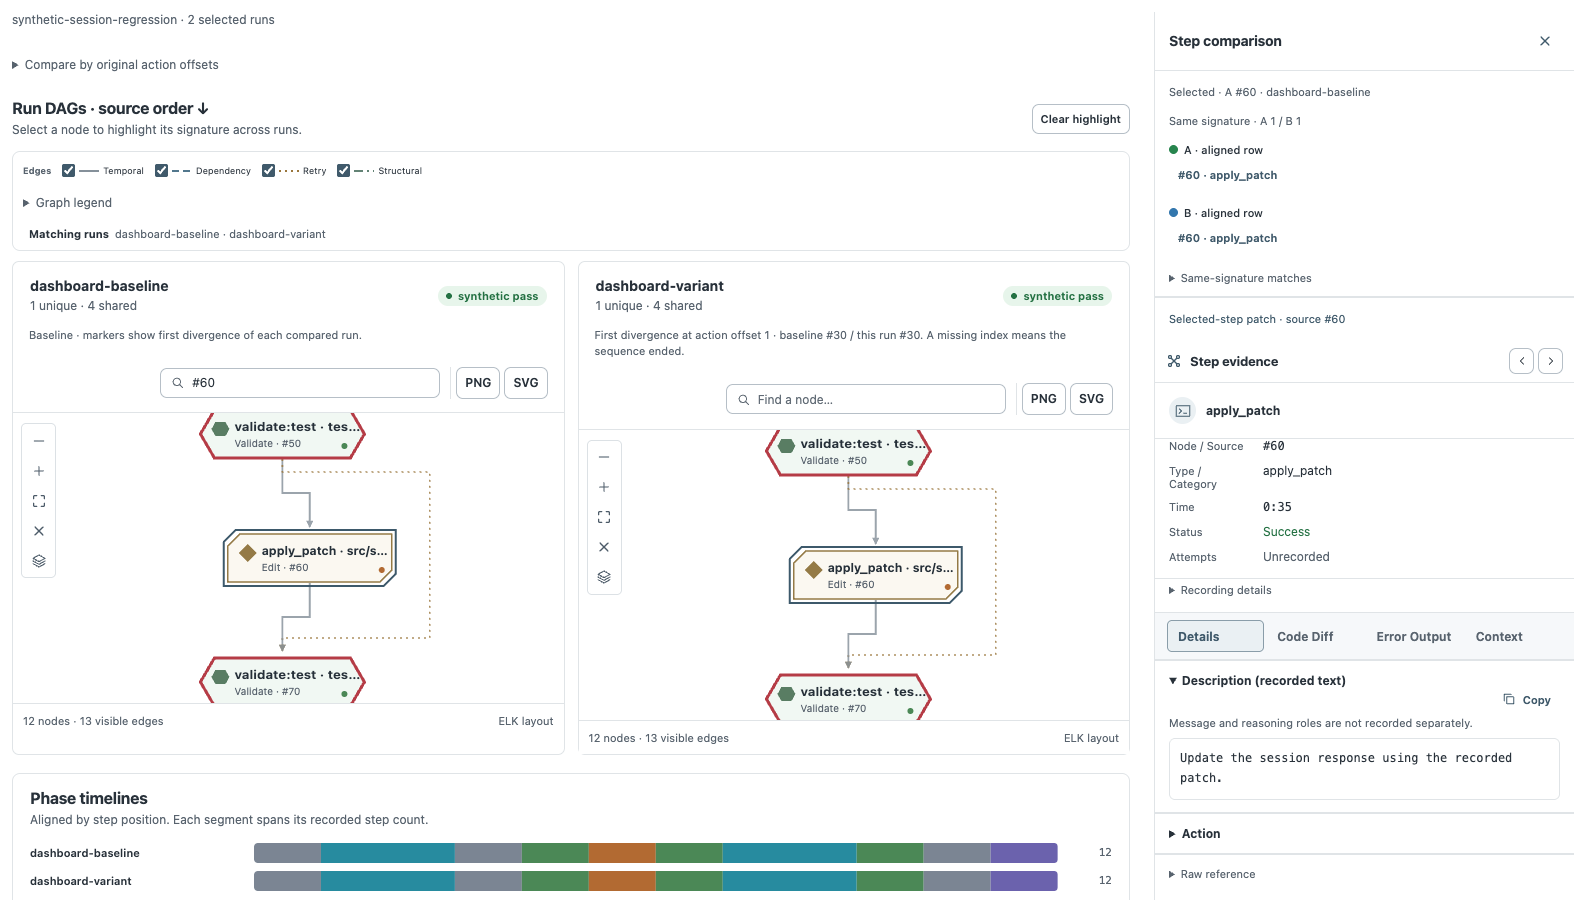 synthetic-session-regression · 2 selected runs
Compare by original action offsets
Run DAGs · source order ↓
Select a node to highlight its signature across runs.
Clear highlight
Edges Temporal Dependency Retry Structural
Graph legend
Matching runs dashboard-baseline · dashboard-variant
dashboard-baseline
1 unique · 4 shared
synthetic pass
Baseline · markers show first divergence of each compared run.
#60
PNG SVG
validate:test · tes...
Validate · #50
apply_patch · src/s...
Edit · #60
validate:test · tes...
Validate · #70
12 nodes · 13 visible edges
ELK layout
dashboard-variant
1 unique · 4 shared
synthetic pass
First divergence at action offset 1 · baseline #30 / this run #30. A missing index means the
sequence ended.
Find a node...
PNG SVG
validate:test · tes...
Validate · #50
apply_patch · src/s...
Edit · #60
validate:test · tes...
Validate · #70
12 nodes · 13 visible edges
ELK layout
Phase timelines
Aligned by step position. Each segment spans its recorded step count.
dashboard-baseline 12
dashboard-variant 12
Step comparison
Selected · A #60 · dashboard-baseline
Same signature · A 1 / B 1
A · aligned row
#60 · apply_patch
B · aligned row
#60 · apply_patch
Same-signature matches
Selected-step patch · source #60
Step evidence
apply_patch
Node / Source #60
Type / Category apply_patch
Time 0:35
Status Success
Attempts Unrecorded
Recording details
Details Code Diff Error Output Context
Description (recorded text)
Copy
Message and reasoning roles are not recorded separately.
Update the session response using the recorded
patch.
Action
Raw reference